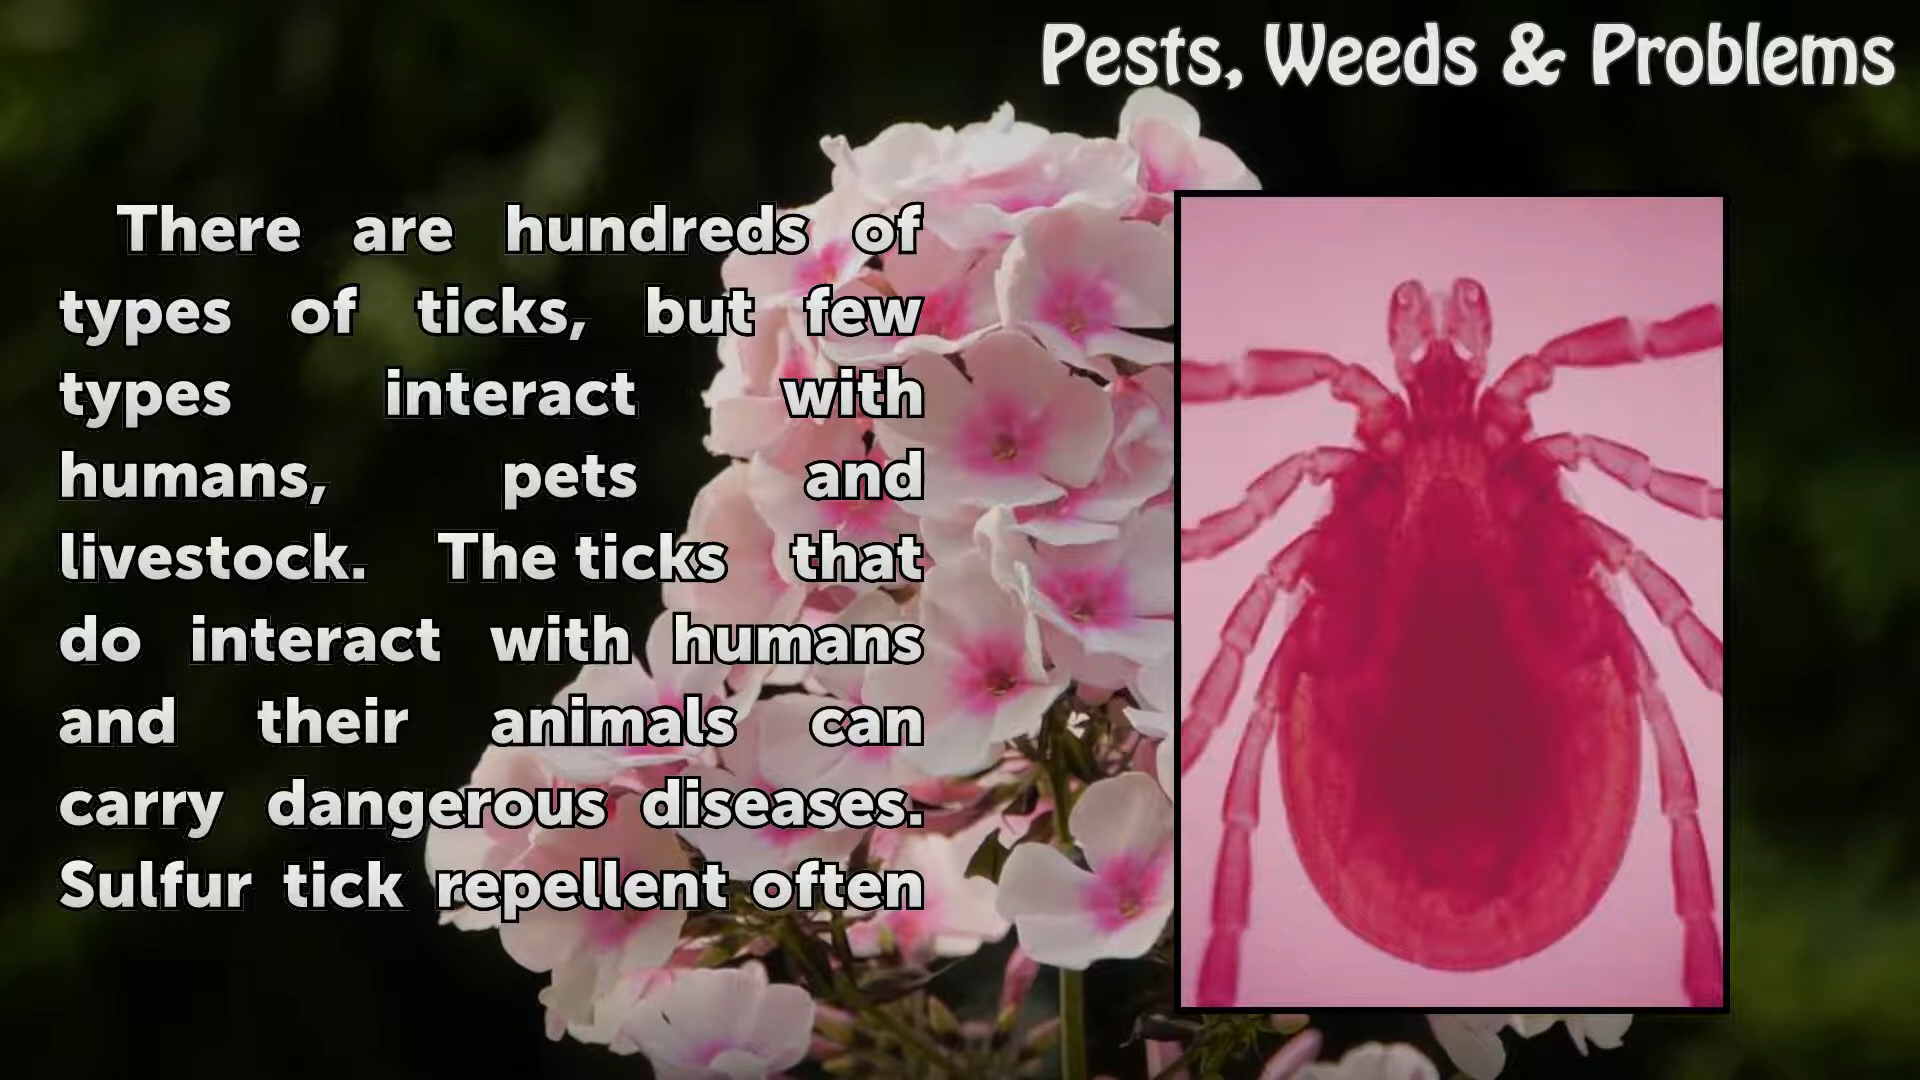 Pests, Weeds & Problems
There are hundreds of
types of ticks, but few
types interact with
humans, pets and
livestock. The ticks that
do interact with humans
and their animals can
carry dangerous diseases.
Sulfur tick repellent often